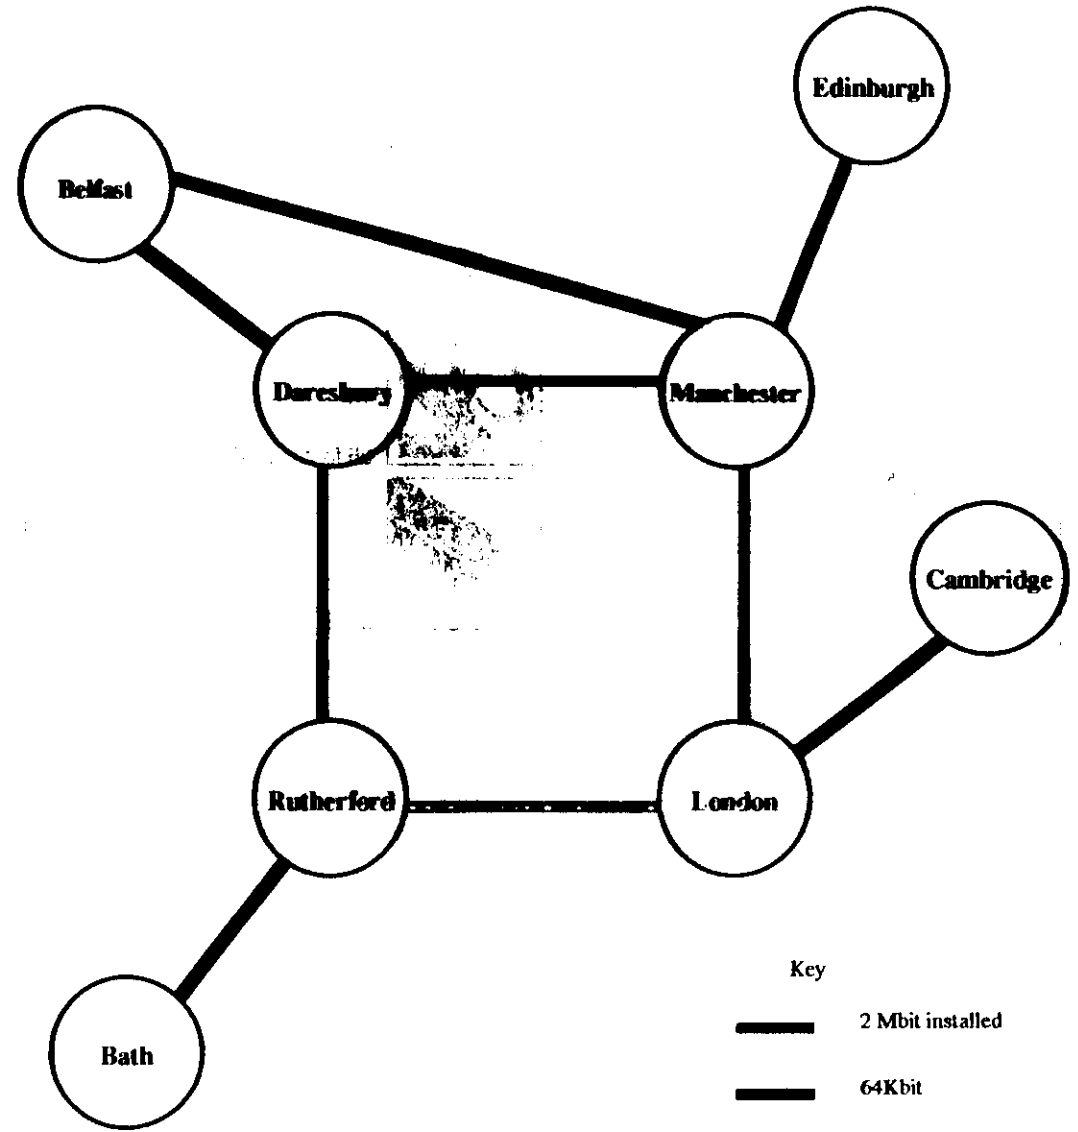 Edinburgh
Belfast
Daresbury
Manchester
Cambridge
Rutherford
London
Key
2 Mbit installed
Bath
64Kbit